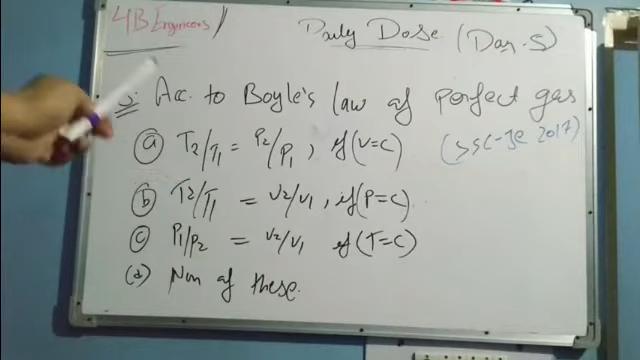 4B Engineers
Daily Dose (Day.5)
5. Acc. to Boyle's law of perfect gas
(SSC-Je 2017)
(a) T2/T1 = P2/P1, if (V=C)
(b) T2/T1 = V2/V1, if (P=C)
(c) P1/P2 = V2/V1 if (T=C)
(d) Non of these.